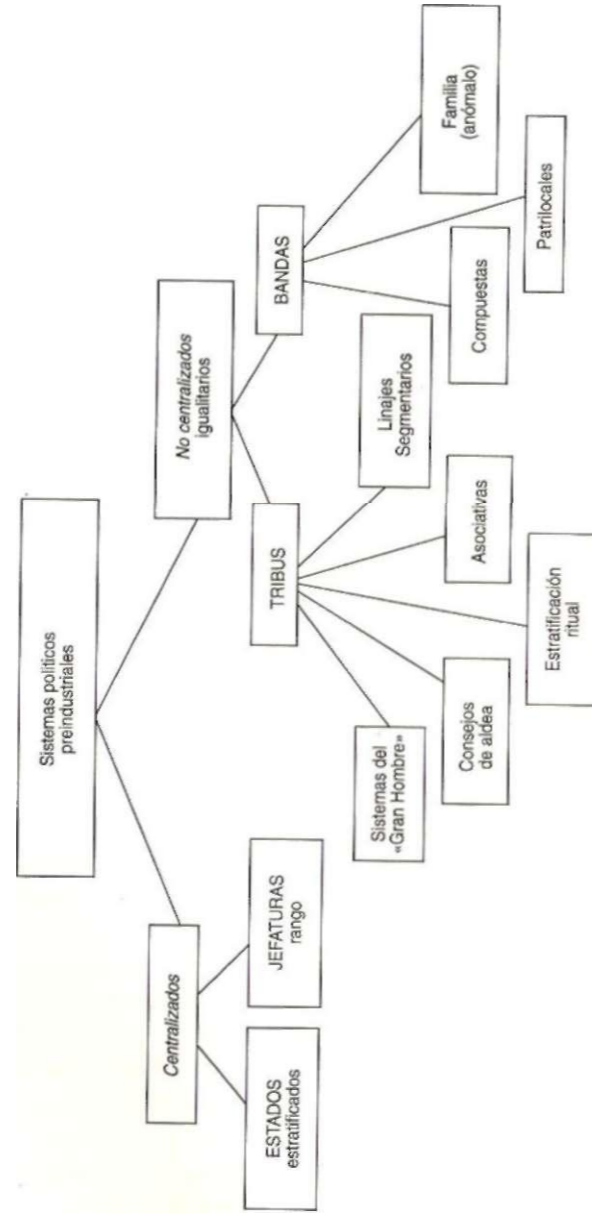 Sistemas políticos
preindustriales
Centralizados
No centralizados
igualitarios
ESTADOS
estratificados
JEFATURAS
rango
TRIBUS
BANDAS
Sistemas del
«Gran Hombre»
Consejos
de aldea
Estratificación
ritual
Asociativas
Linajes
Segmentarios
Compuestas
Patrilocales
Familia
(anómalo)